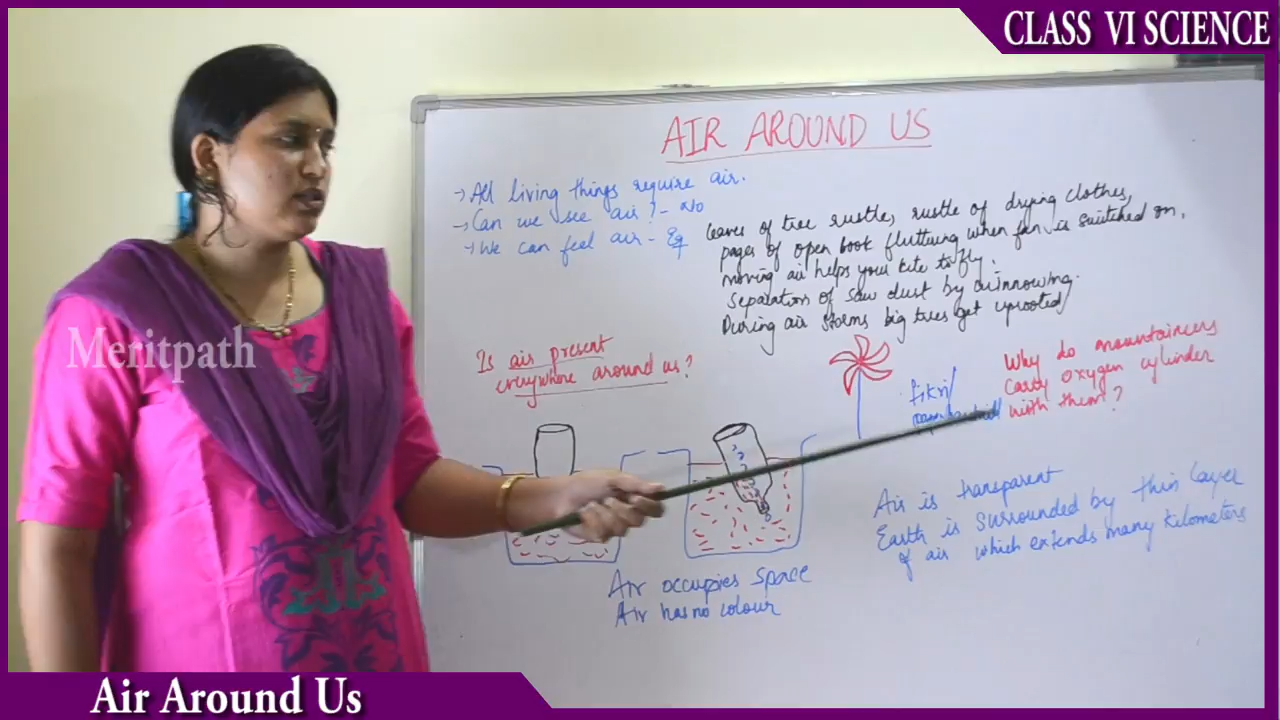 CLASS VI SCIENCE
AIR AROUND US
→ All living things require air.
→ Can we see air? - No
→ We can feel air - Eg
leaves of tree rustle, rustle of drying clothes,
pages of open book fluttering when fan is switched on.
moving air helps your kite to fly.
Separation of saw dust by winnowing.
During air storms big trees get uprooted
Is air present
everywhere around us?
firki/
Why do mountaineers
carry oxygen cylinder
with them?
Air is transparent
Earth is surrounded by thin layer
of air which extends many kilometers
Air occupies space
Air has no colour
Meritpath
Air Around Us